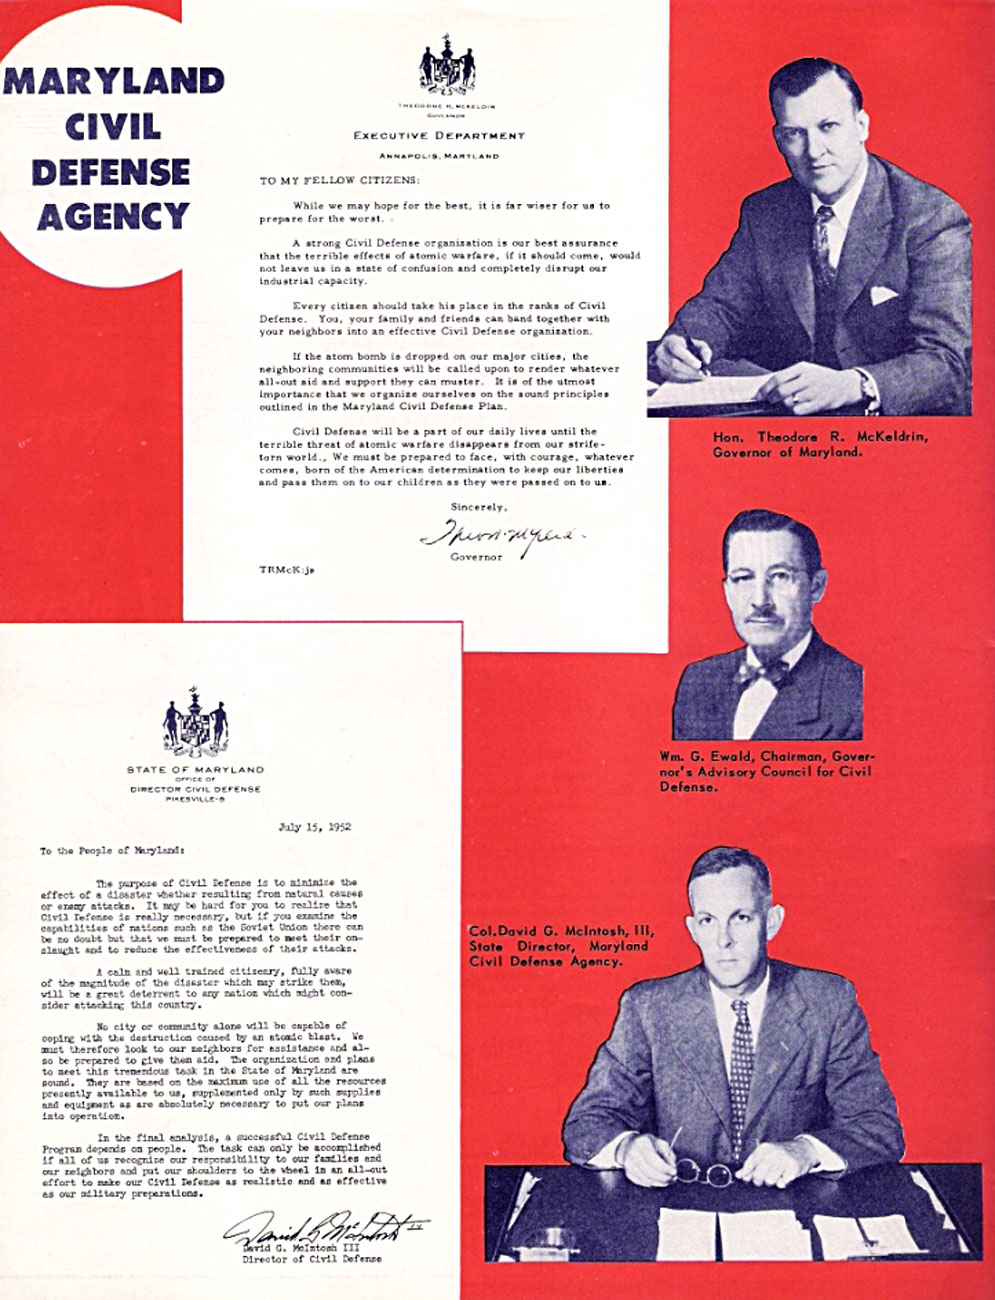 MARYLAND
CIVIL
DEFENSE
AGENCY
THEODORE R. McKELDIN
GOVERNOR
EXECUTIVE DEPARTMENT
ANNAPOLIS, MARYLAND
TO MY FELLOW CITIZENS:
While we may hope for the best, it is far wiser for us to
prepare for the worst. .
A strong Civil Defense organization is our best assurance
that the terrible effects of atomic warfare, if it should come, would
not leave us in a state of confusion and completely disrupt our
industrial capacity.
Every citizen should take his place in the ranks of Civil
Defense. You, your family and friends can band together with
your neighbors into an effective Civil Defense organization.
If the atom bomb is dropped on our major cities, the
neighboring communities will be called upon to render whatever
all-out aid and support they can muster. It is of the utmost
importance that we organize ourselves on the sound principles
outlined in the Maryland Civil Defense Plan.
Civil Defense will be a part of our daily lives until the
terrible threat of atomic warfare disappears from our strife-
torn world., We must be prepared to face, with courage, whatever
comes, born of the American determination to keep our liberties
and pass them on to our children as they were passed on to us.
Sincerely,
Governor
TRMcK:js
Hon. Theodore R. McKeldrin,
Governor of Maryland.
Wm. G. Ewald, Chairman, Gover-
nor's Advisory Council for Civil
Defense.
Col.David G. McIntosh, III,
State Director, Maryland
Civil Defense Agency.
STATE OF MARYLAND
OFFICE OF
DIRECTOR CIVIL DEFENSE
PIKESVILLE-8
July 15, 1952
To the People of Maryland:
The purpose of Civil Defense is to minimize the
effect of a disaster whether resulting from natural causes
or enemy attacks. It may be hard for you to realize that
Civil Defense is really necessary, but if you examine the
capabilities of nations such as the Soviet Union there can
be no doubt but that we must be prepared to meet their on-
slaught and to reduce the effectiveness of their attacks.
A calm and well trained citizenry, fully aware
of the magnitude of the disaster which may strike them,
will be a great deterrent to any nation which might con-
sider attacking this country.
No city or community alone will be capable of
coping with the destruction caused by an atomic blast. We
must therefore look to our neighbors for assistance and al-
so be prepared to give them aid. The organization and plans
to meet this tremendous task in the State of Maryland are
sound. They are based on the maximum use of all the resources
presently available to us, supplemented only by such supplies
and equipment as are absolutely necessary to put our plans
into operation.
In the final analysis, a successful Civil Defense
Program depends on people. The task can only be accomplished
if all of us recognize our responsibility to our families and
our neighbors and put our shoulders to the wheel in an all-out
effort to make our Civil Defense as realistic and as effective
as our military preparations.
David G. McIntosh III
David G. McIntosh III
Director of Civil Defense